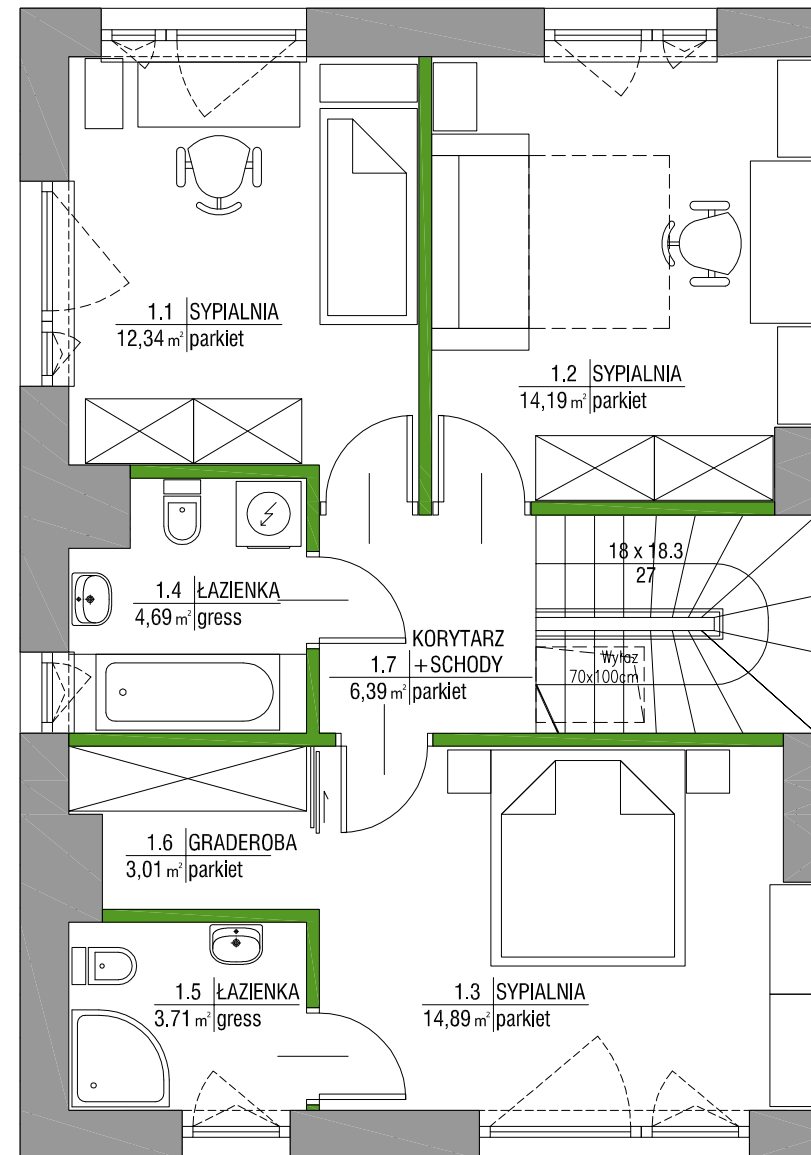 1.1 SYPIALNIA
12,34 m² parkiet
1.2 SYPIALNIA
14,19 m² parkiet
18 x 18.3
27
1.4 ŁAZIENKA
4,69 m² gress
KORYTARZ
1.7 +SCHODY
6,39 m² parkiet
Wyłaz
70x100cm
1.6 GRADEROBA
3,01 m² parkiet
1.5 ŁAZIENKA
3.71 m² gress
1.3 SYPIALNIA
14,89 m² parkiet